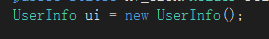 UserInfo ui = new UserInfo();